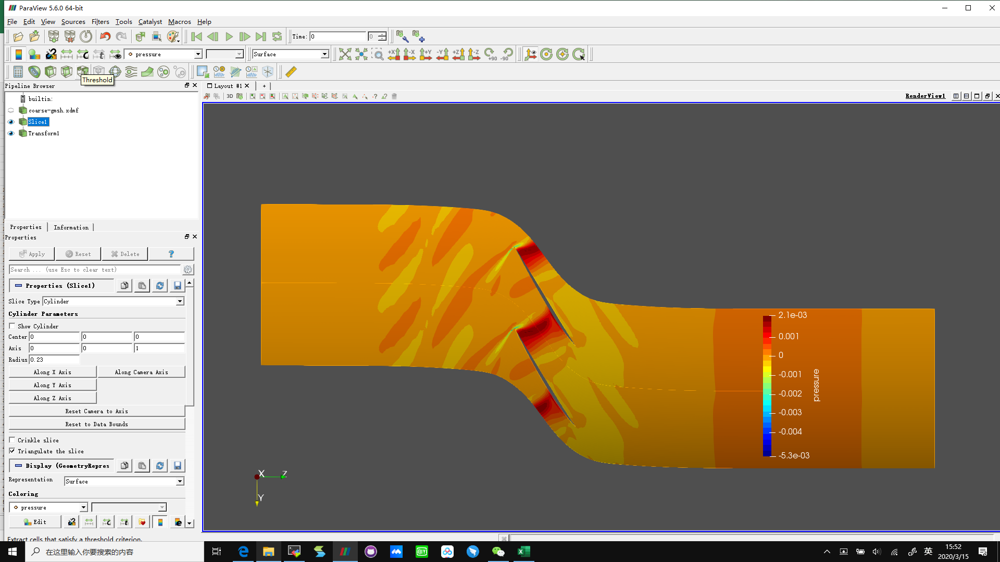 ParaView 5.6.0 64-bit
File Edit View Sources Filters Tools Catalyst Macros Help
Time: 0 0
pressure Surface
+X -X +Y -Y +Z -Z +90 -90
Threshold
Pipeline Browser
Layout #1 +
builtin:
3D
RenderView1
coarse-gmsh.xdmf
Slice1
Transform1
Properties Information
Properties
Apply Reset Delete ?
Search ... (use Esc to clear text)
Properties (Slice1)
Slice Type Cylinder
Cylinder Parameters
Show Cylinder
Center 0 0 0
Axis 0 0 1
Radius 0.23
Along X Axis Along Camera Axis
Along Y Axis
Along Z Axis
Reset Camera to Axis
Reset to Data Bounds
Crinkle slice
Triangulate the slice
Display (GeometryRepres
Representation Surface
Coloring
pressure
Edit
Extract cells that satisfy a threshold criterion.
2.1e-03
0.001
0
-0.001
-0.002
-0.003
-0.004
-5.3e-03
pressure
X Z
Y
在这里输入你要搜索的内容
iQIY
英
15:52
2020/3/15